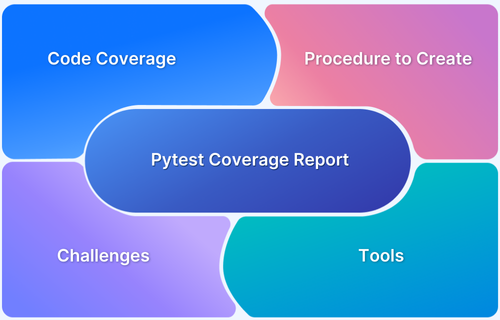 Code Coverage
Procedure to Create
Pytest Coverage Report
Challenges
Tools